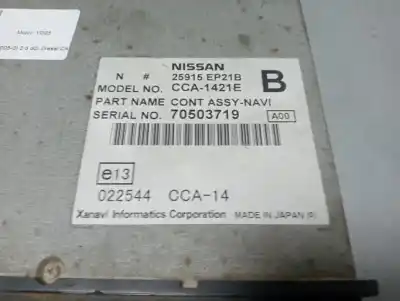 NISSAN
N # 25915 EP21B
B
MODEL NO. CCA-1421E
PART NAME CONT ASSY-NAVI
SERIAL NO. 70503719 A00
e13
022544 CCA-14
Xanavi Informatics Corporation MADE IN JAPAN